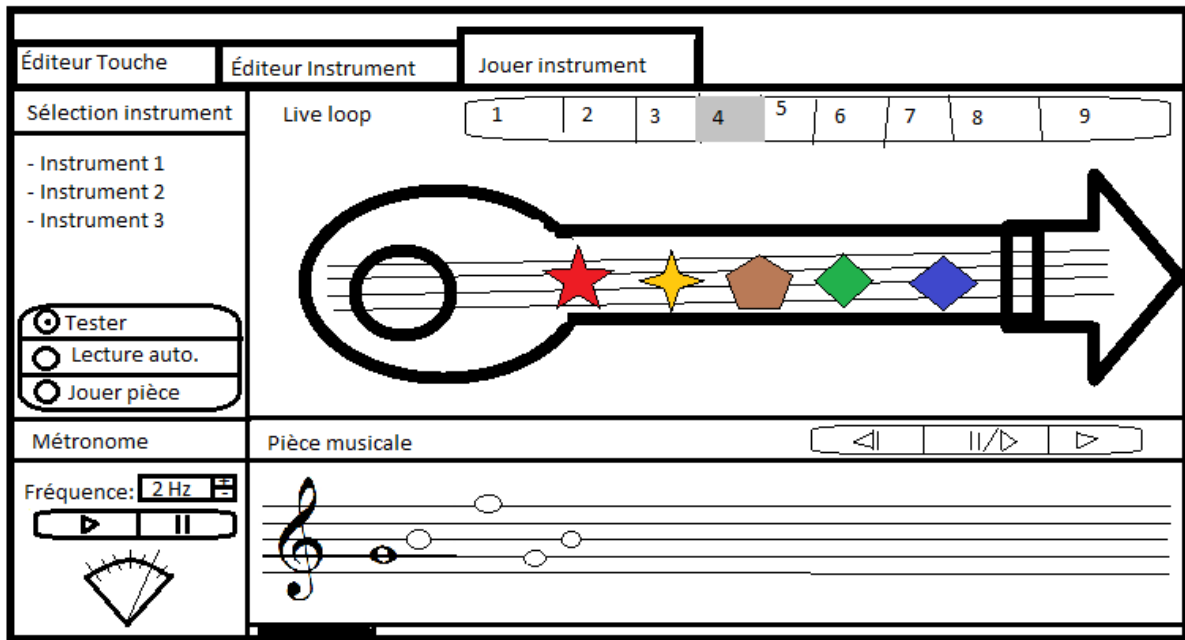 Éditeur Touche
Éditeur Instrument
Jouer instrument
Sélection instrument
Live loop
1 2 3 4 5 6 7 8 9
- Instrument 1
- Instrument 2
- Instrument 3
Tester
Lecture auto.
Jouer pièce
Métronome
Pièce musicale
Fréquence: 2 Hz + -